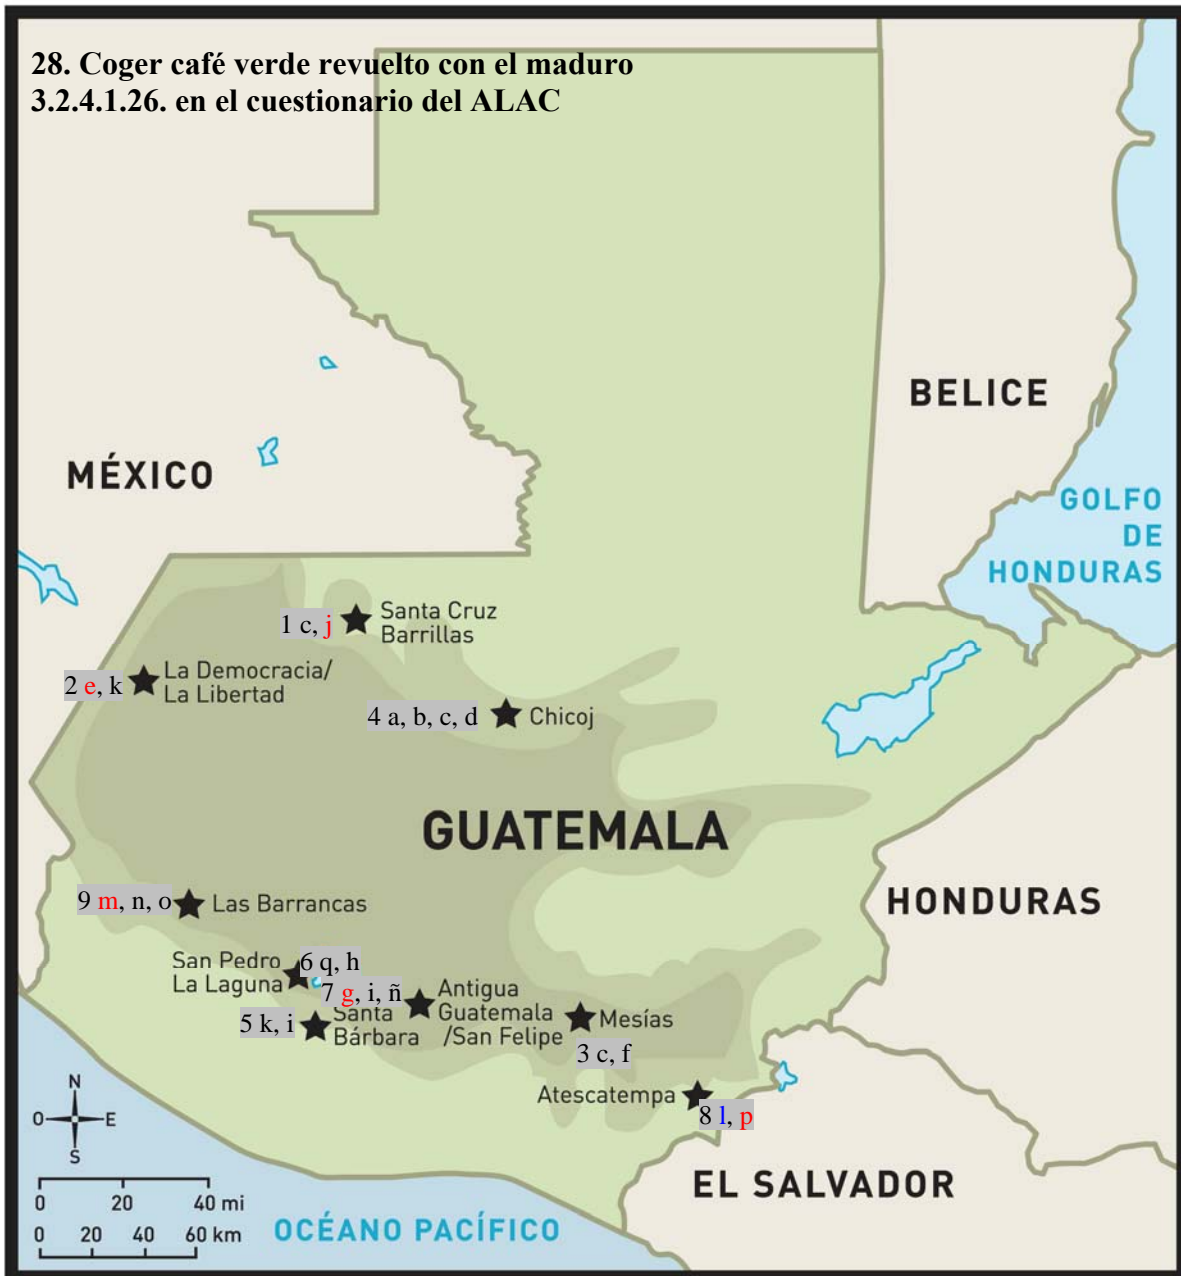 28. Coger café verde revuelto con el maduro
3.2.4.1.26. en el cuestionario del ALAC
BELICE
MÉXICO
GOLFO
DE
HONDURAS
1 c, j
Santa Cruz
Barrillas
2 e, k
La Democracia/
La Libertad
4 a, b, c, d
Chicoj
GUATEMALA
9 m, n, o
Las Barrancas
HONDURAS
San Pedro
La Laguna
6 q, h
7 g, i, ñ
Antigua
Guatemala
/San Felipe
5 k, i
Santa
Bárbara
Mesías
3 c, f
Atescatempa
8 l, p
N
O
E
S
0 20 40 mi
0 20 40 60 km
OCÉANO PACÍFICO
EL SALVADOR